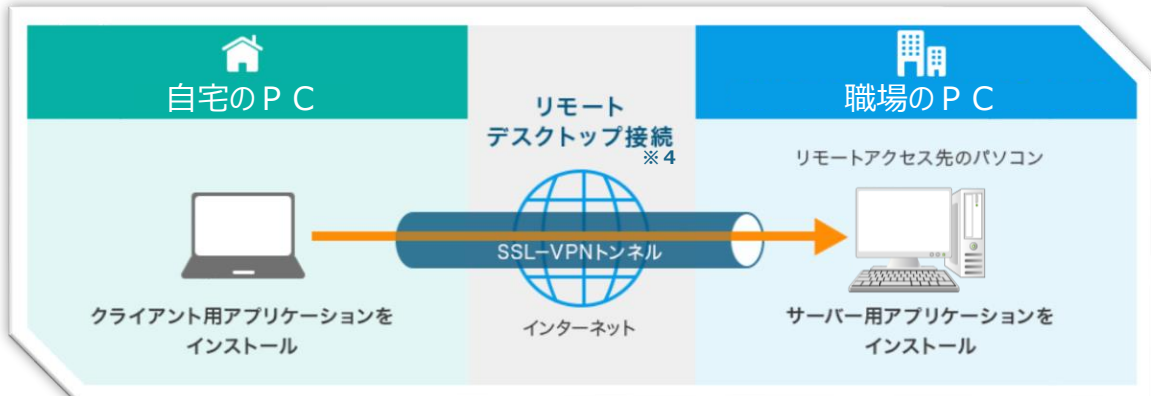 自宅のＰＣ
クライアント用アプリケーションを
インストール
リモート
デスクトップ接続
※４
SSL−VPNトンネル
インターネット
職場のＰＣ
リモートアクセス先のパソコン
サーバー用アプリケーションを
インストール